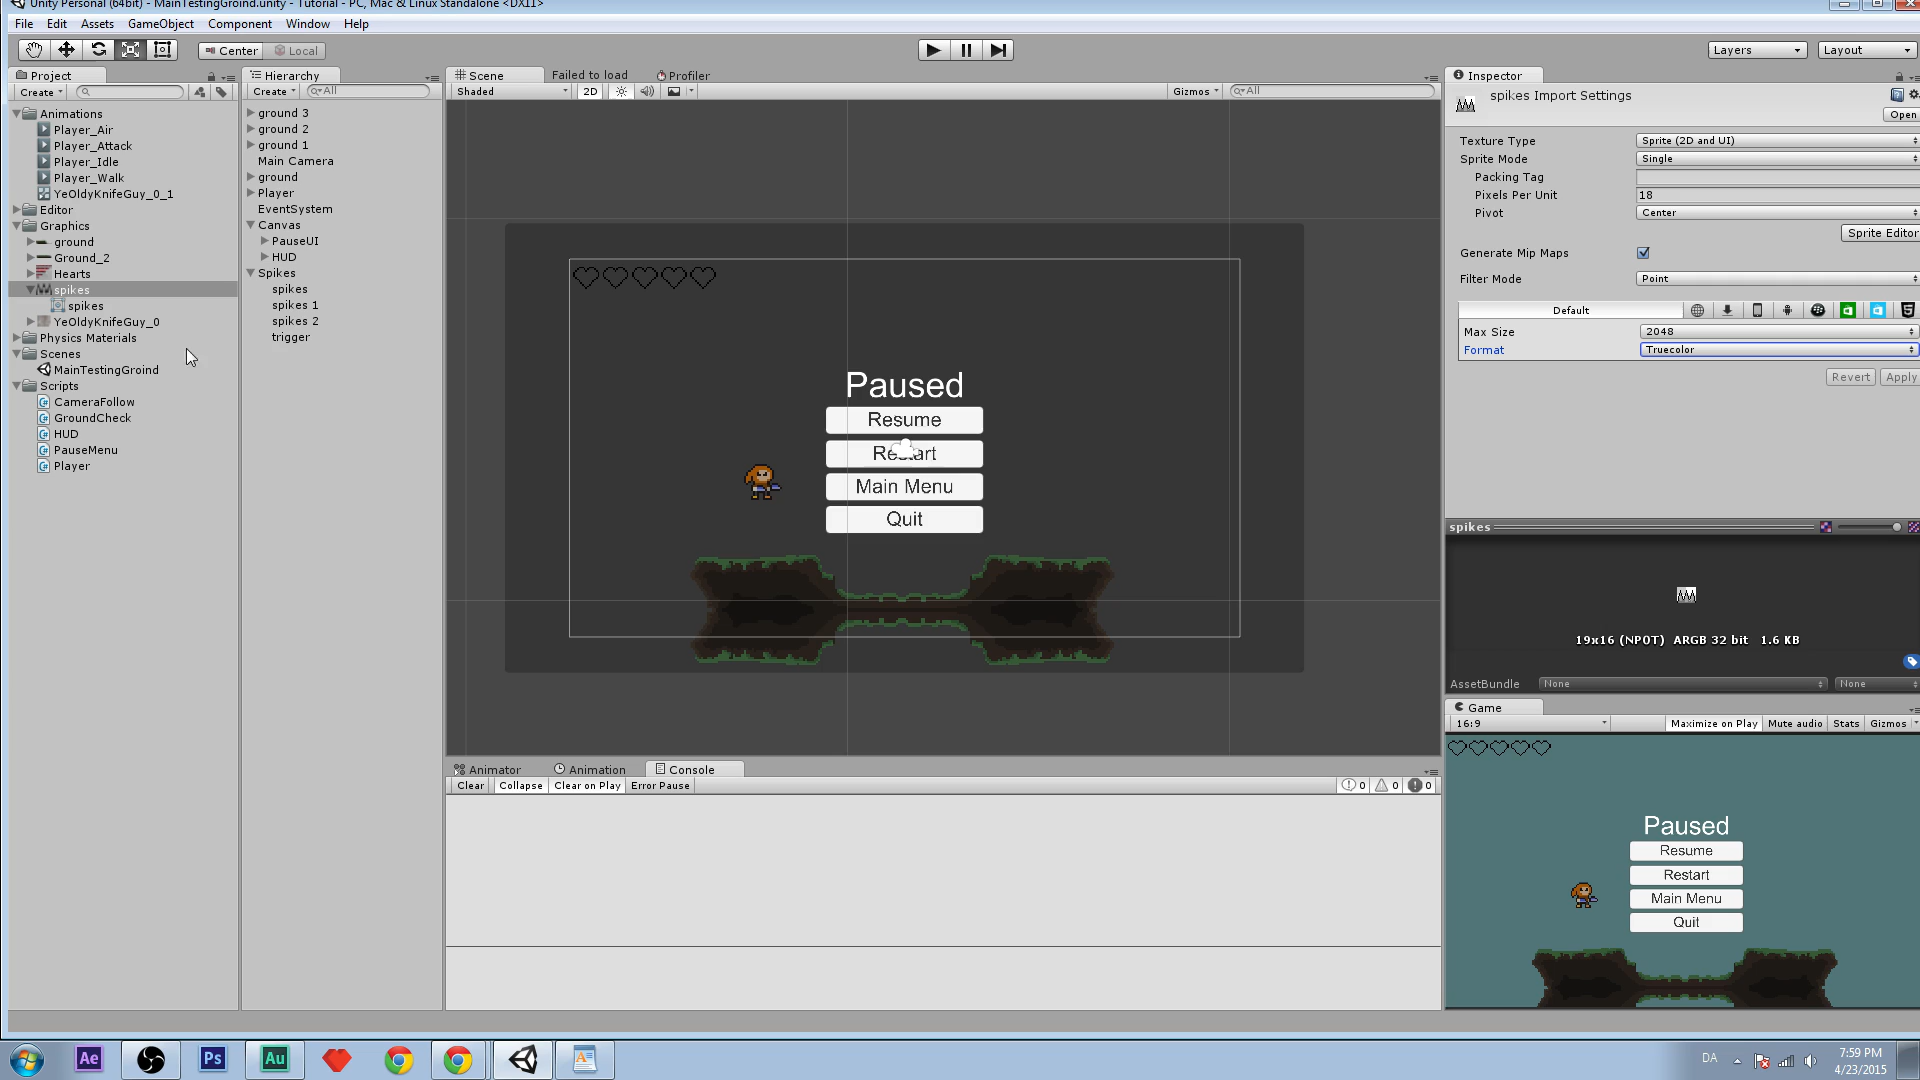 Unity Personal (64bit) - MainTestingGroind.unity - Tutorial - PC, Mac & Linux Standalone <DX11>
File Edit Assets GameObject Component Window Help
Center Local
Layers Layout
Project
Create
Animations
Player_Air
Player_Attack
Player_Idle
Player_Walk
YeOldyKnifeGuy_0_1
Editor
Graphics
ground
Ground_2
Hearts
spikes
spikes
YeOldyKnifeGuy_0
Physics Materials
Scenes
MainTestingGroind
Scripts
CameraFollow
GroundCheck
HUD
PauseMenu
Player
Hierarchy
Create All
ground 3
ground 2
ground 1
Main Camera
ground
Player
EventSystem
Canvas
PauseUI
HUD
Spikes
spikes
spikes 1
spikes 2
trigger
Scene Failed to load Profiler
Shaded 2D Gizmos All
Paused
Resume
Restart
Main Menu
Quit
Animator Animation Console
Clear Collapse Clear on Play Error Pause 0 0 0
Inspector
spikes Import Settings
Open
Texture Type Sprite (2D and UI)
Sprite Mode Single
Packing Tag
Pixels Per Unit 18
Pivot Center
Sprite Editor
Generate Mip Maps
Filter Mode Point
Default
Max Size 2048
Format Truecolor
Revert Apply
spikes
19x16 (NPOT) ARGB 32 bit 1.6 KB
AssetBundle None None
Game
16:9 Maximize on Play Mute audio Stats Gizmos
Paused
Resume
Restart
Main Menu
Quit
Ae Ps Au
DA
7:59 PM
4/23/2015